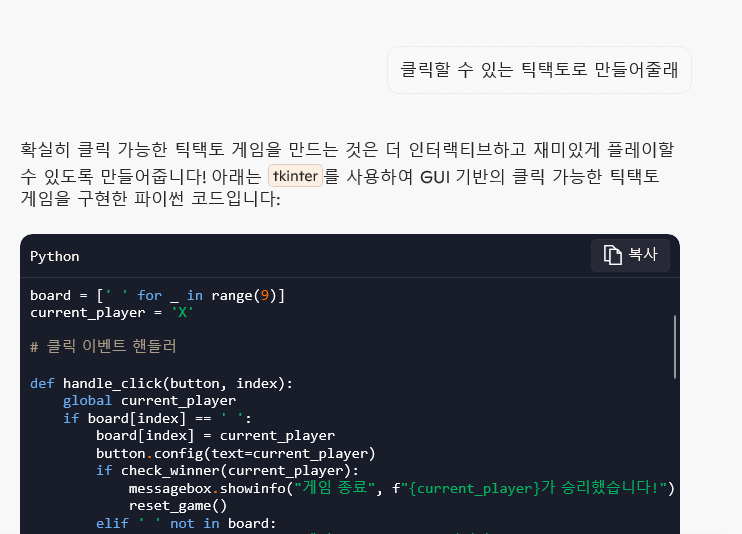 클릭할 수 있는 틱택토로 만들어줄래
확실히 클릭 가능한 틱택토 게임을 만드는 것은 더 인터랙티브하고 재미있게 플레이할
수 있도록 만들어줍니다! 아래는 tkinter를 사용하여 GUI 기반의 클릭 가능한 틱택토
게임을 구현한 파이썬 코드입니다:
Python
복사
board = [' ' for _ in range(9)]
current_player = 'X'
# 클릭 이벤트 핸들러
def handle_click(button, index):
    global current_player
    if board[index] == ' ':
        board[index] = current_player
        button.config(text=current_player)
        if check_winner(current_player):
            messagebox.showinfo("게임 종료", f"{current_player}가 승리했습니다!")
            reset_game()
        elif ' ' not in board: